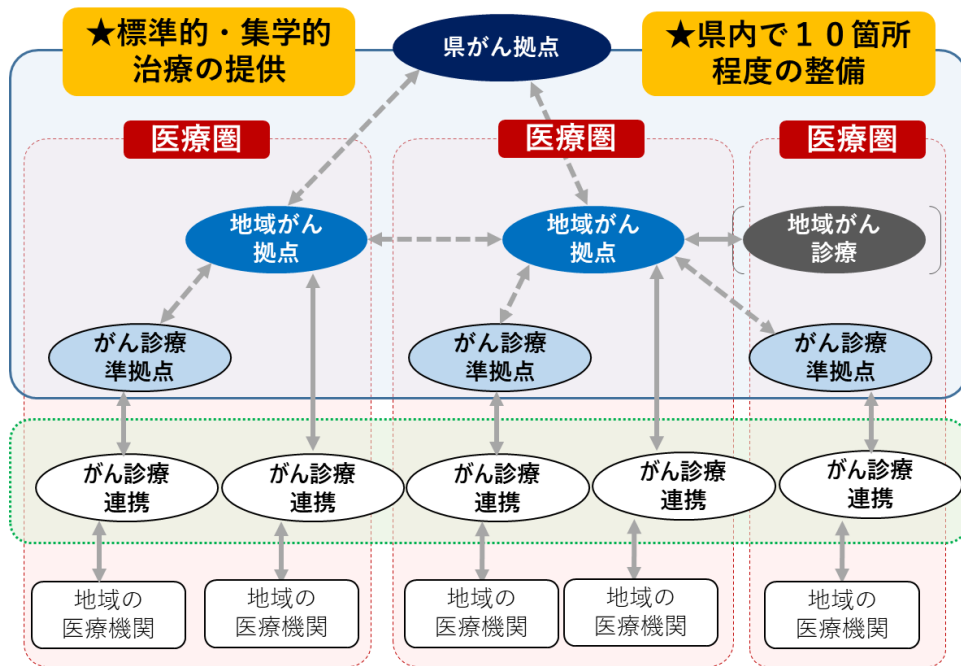 ★標準的・集学的
治療の提供
県がん拠点
★県内で１０箇所
程度の整備
医療圏
医療圏
医療圏
地域がん
拠点
地域がん
拠点
地域がん
診療
がん診療
準拠点
がん診療
準拠点
がん診療
準拠点
がん診療
連携
がん診療
連携
がん診療
連携
がん診療
連携
がん診療
連携
地域の
医療機関
地域の
医療機関
地域の
医療機関
地域の
医療機関
地域の
医療機関